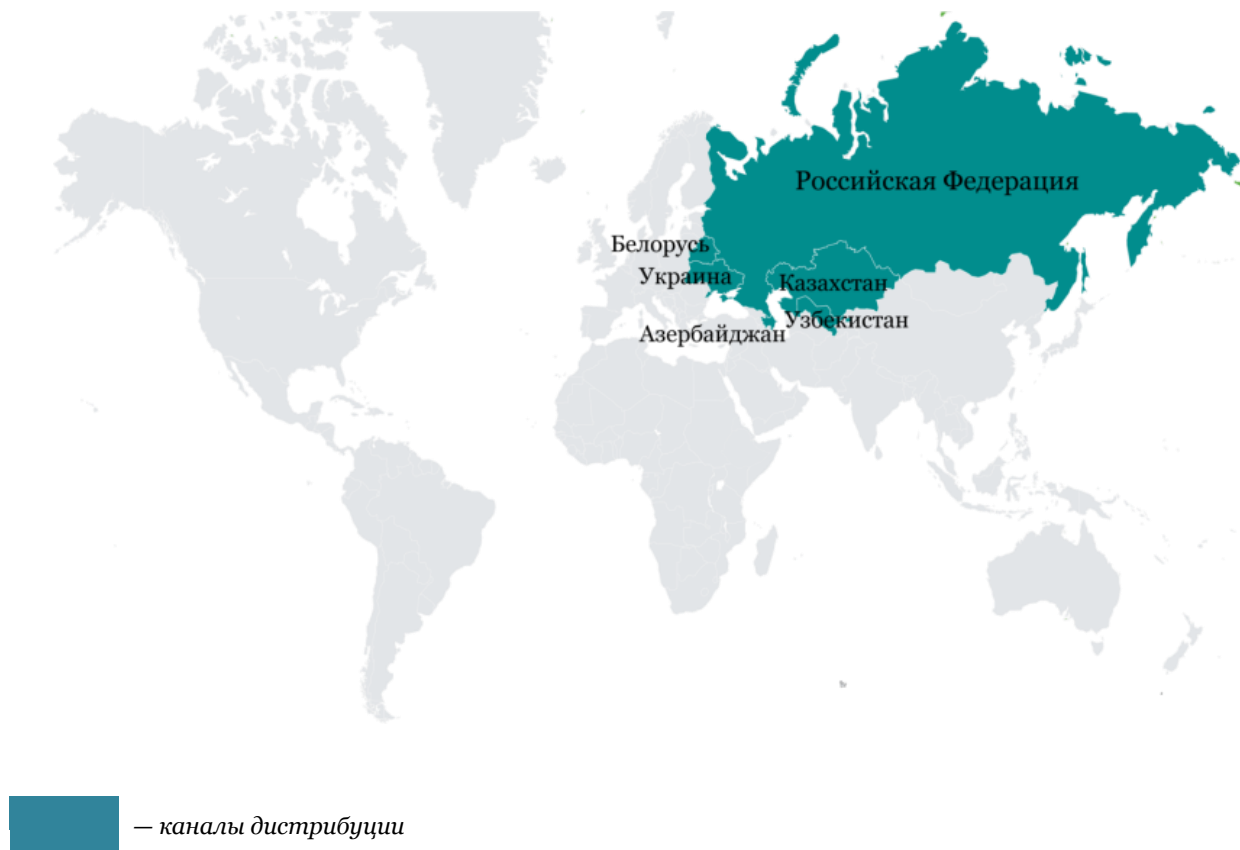 Российская Федерация
Белорусь
Украина
Казахстан
Узбекистан
Азербайджан
— каналы дистрибуции